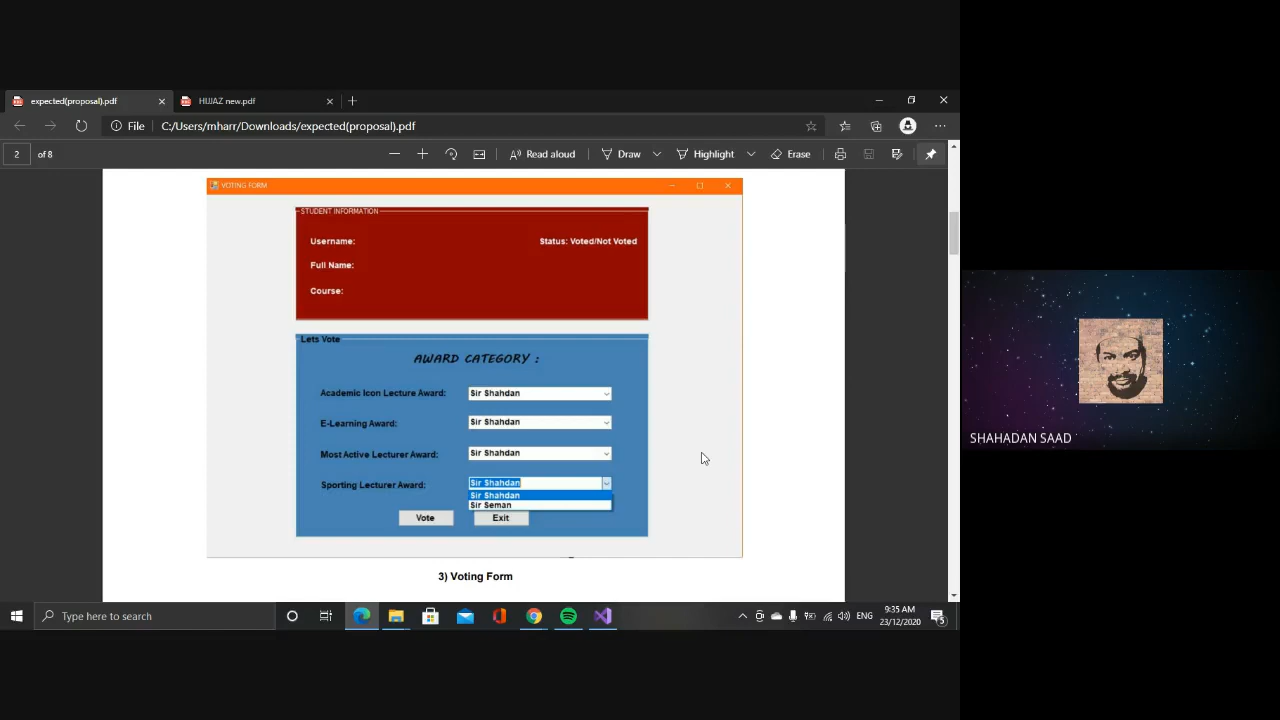 expected(proposal).pdf
HIJAZ new.pdf
File
C:/Users/mharr/Downloads/expected(proposal).pdf
2 of 8
Read aloud
Draw
Highlight
Erase
VOTING FORM
STUDENT INFORMATION
Username:
Status: Voted/Not Voted
Full Name:
Course:
Lets Vote
AWARD CATEGORY :
Academic Icon Lecture Award:
Sir Shahdan
E-Learning Award:
Sir Shahdan
Most Active Lecturer Award:
Sir Shahdan
Sporting Lecturer Award:
Sir Shahdan
Sir Shahdan
Sir Seman
Vote
Exit
3) Voting Form
SHAHADAN SAAD
Type here to search
ENG
9:35 AM
23/12/2020
5